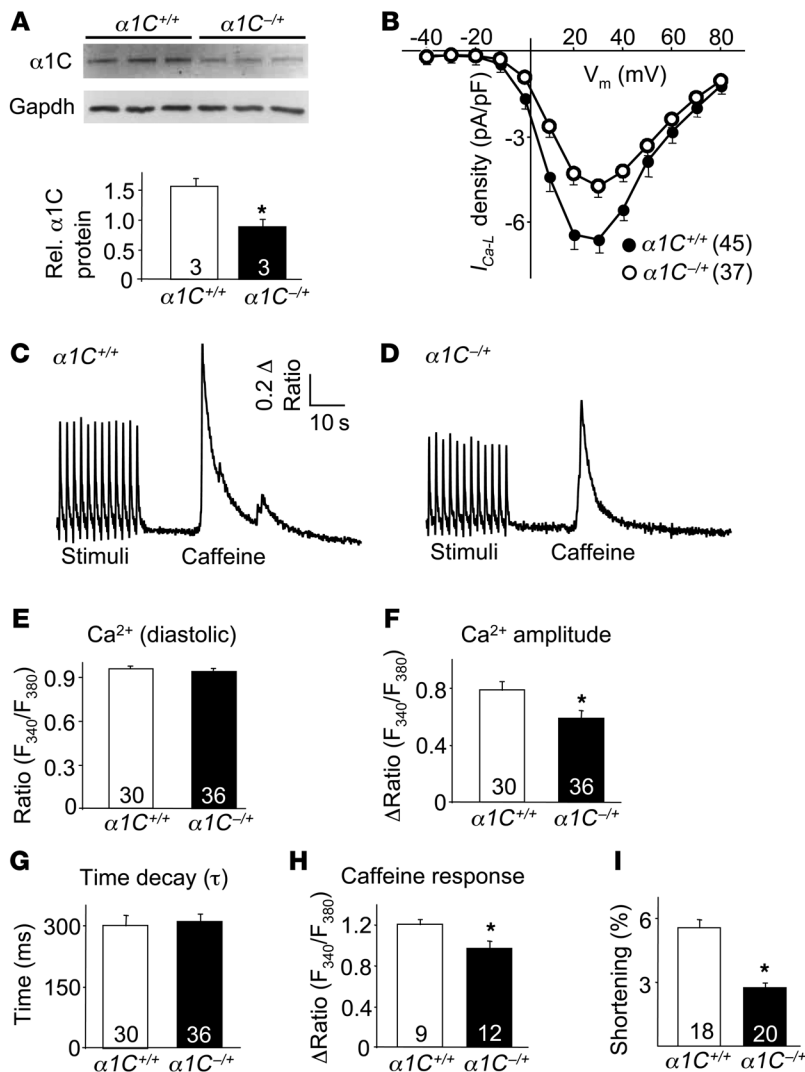 A
α1C+/+ α1C−/+
α1C
Gapdh
Rel. α1C
protein
1.5
1.0
0.5
0
*
3 3
α1C+/+ α1C−/+
B
-40 -20 20 40 60 80
Vm (mV)
-3
-6
ICa-L density (pA/pF)
α1C+/+ (45)
α1C−/+ (37)
C
α1C+/+
0.2 Δ
Ratio
10 s
Stimuli Caffeine
D
α1C−/+
Stimuli Caffeine
E
Ca2+ (diastolic)
Ratio (F340/F380)
0.9
0.6
0.3
0
30 36
α1C+/+ α1C−/+
F
Ca2+ amplitude
ΔRatio (F340/F380)
0.8
0.4
0
*
30 36
α1C+/+ α1C−/+
G
Time decay (τ)
Time (ms)
300
150
0
30 36
α1C+/+ α1C−/+
H
Caffeine response
ΔRatio (F340/F380)
1.2
0.8
0.4
0
*
9 12
α1C+/+ α1C−/+
I
Shortening (%)
6
3
*
18 20
α1C+/+ α1C−/+